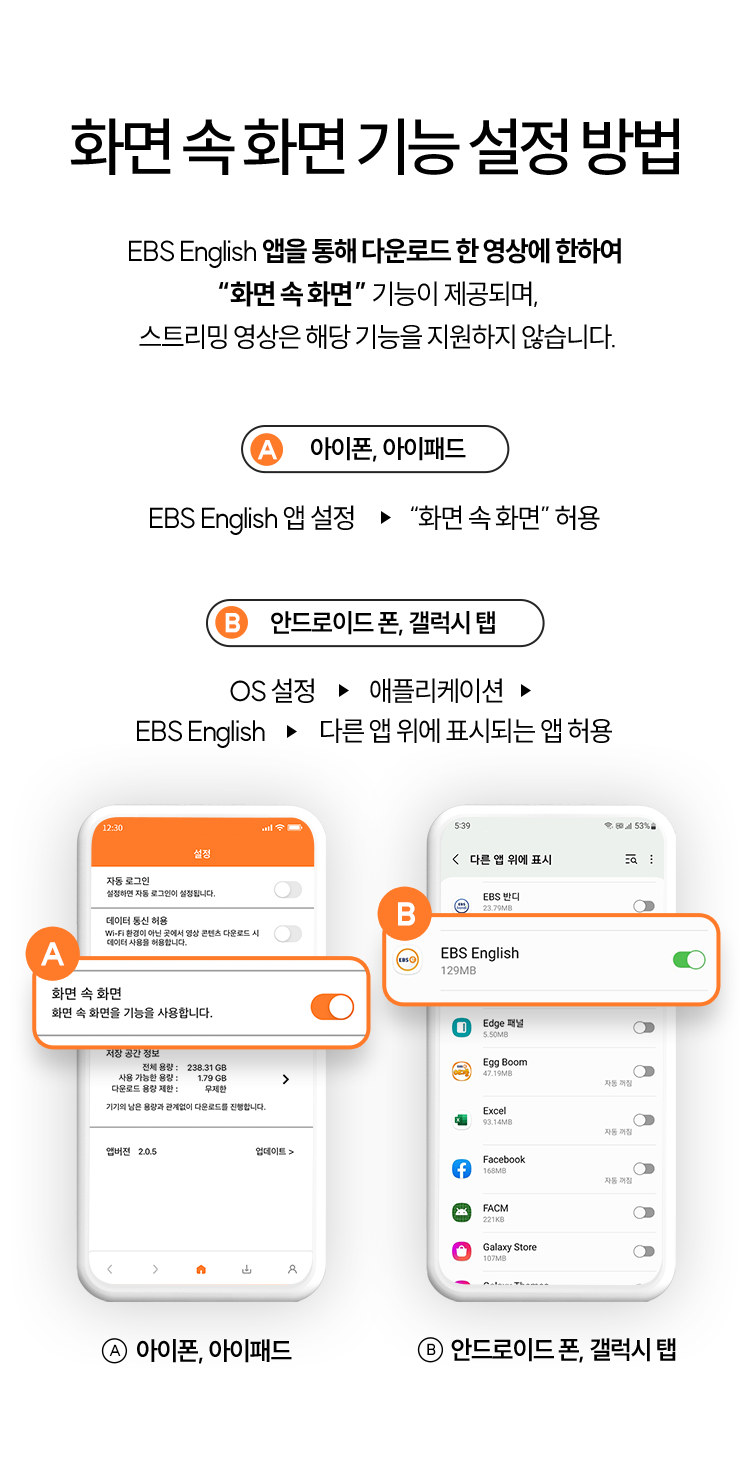 화면 속 화면 기능 설정 방법
EBS English 앱을 통해 다운로드 한 영상에 한하여
“화면 속 화면” 기능이 제공되며,
스트리밍 영상은 해당 기능을 지원하지 않습니다.
A 아이폰, 아이패드
EBS English 앱 설정 ▶ “화면 속 화면” 허용
B 안드로이드 폰, 갤럭시 탭
OS 설정 ▶ 애플리케이션 ▶
EBS English ▶ 다른 앱 위에 표시되는 앱 허용
12:30
설정
자동 로그인
설정하면 자동 로그인이 설정됩니다.
데이터 통신 허용
Wi-Fi 환경이 아닌 곳에서 영상 콘텐츠 다운로드 시
데이터 사용을 허용합니다.
A
화면 속 화면
화면 속 화면을 기능을 사용합니다.
저장 공간 정보
전체 용량 : 238.31 GB
사용 가능한 용량 : 1.79 GB
다운로드 용량 제한 : 무제한
기기의 남은 용량과 관계없이 다운로드를 진행합니다.
앱버전 2.0.5 업데이트 >
5:39 53%
< 다른 앱 위에 표시
EBS 반디
23.79MB
B
EBS English
129MB
Edge 패널
5.50MB
Egg Boom
47.19MB
자동 꺼짐
Excel
93.14MB
자동 꺼짐
Facebook
168MB
자동 꺼짐
FACM
221KB
Galaxy Store
107MB
Galaxy Themes
Ⓐ 아이폰, 아이패드
Ⓑ 안드로이드 폰, 갤럭시 탭